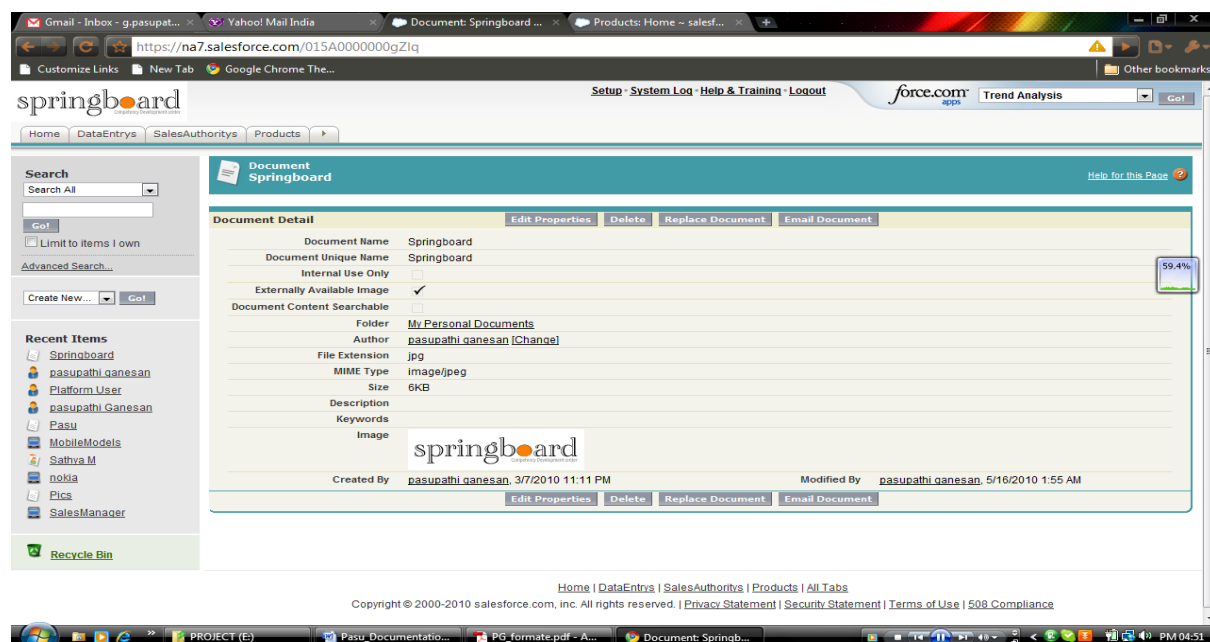 Gmail - Inbox - g.pasupat...
Yahoo! Mail India
Document: Springboard ...
Products: Home ~ salesf...
https://na7.salesforce.com/015A0000000gZIq
Customize Links New Tab Google Chrome The...
Other bookmarks
springboard
Setup · System Log · Help & Training · Logout
force.com
apps
Trend Analysis
Go!
Home DataEntrys SalesAuthoritys Products
Search
Search All
Go!
Limit to items I own
Advanced Search...
Create New... Go!
Recent Items
Springboard
pasupathi ganesan
Platform User
pasupathi Ganesan
Pasu
MobileModels
Sathya M
nokia
Pics
SalesManager
Recycle Bin
Document
Springboard
Help for this Page
Document Detail
Edit Properties Delete Replace Document Email Document
Document Name Springboard
Document Unique Name Springboard
Internal Use Only
Externally Available Image
Document Content Searchable
Folder My Personal Documents
Author pasupathi ganesan [Change]
File Extension jpg
MIME Type image/jpeg
Size 6KB
Description
Keywords
Image
springboard
Created By pasupathi ganesan, 3/7/2010 11:11 PM
Modified By pasupathi ganesan, 5/16/2010 1:55 AM
Edit Properties Delete Replace Document Email Document
59.4%
Home | DataEntrys | SalesAuthoritys | Products | All Tabs
Copyright © 2000-2010 salesforce.com, inc. All rights reserved. | Privacy Statement | Security Statement | Terms of Use | 508 Compliance
PROJECT (E:)
Pasu_Documentatio...
PG_formate.pdf - A...
Document: Springb...
PM 04:51